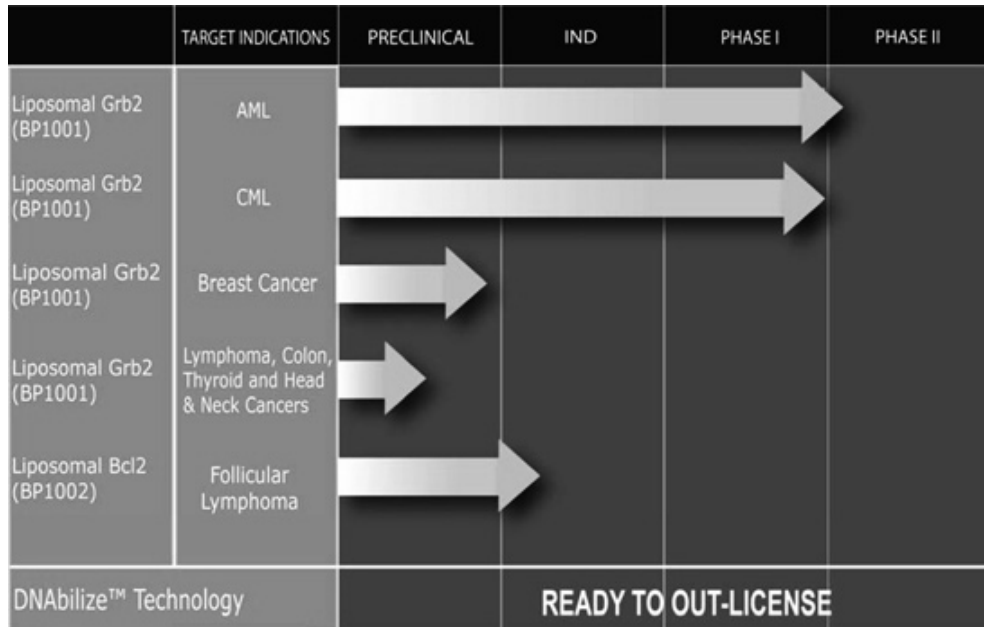 TARGET INDICATIONS
PRECLINICAL
IND
PHASE I
PHASE II
Liposomal Grb2
(BP1001)
AML
Liposomal Grb2
(BP1001)
CML
Liposomal Grb2
(BP1001)
Breast Cancer
Liposomal Grb2
(BP1001)
Lymphoma, Colon,
Thyroid and Head
& Neck Cancers
Liposomal Bcl2
(BP1002)
Follicular
Lymphoma
DNAbilize™ Technology
READY TO OUT-LICENSE